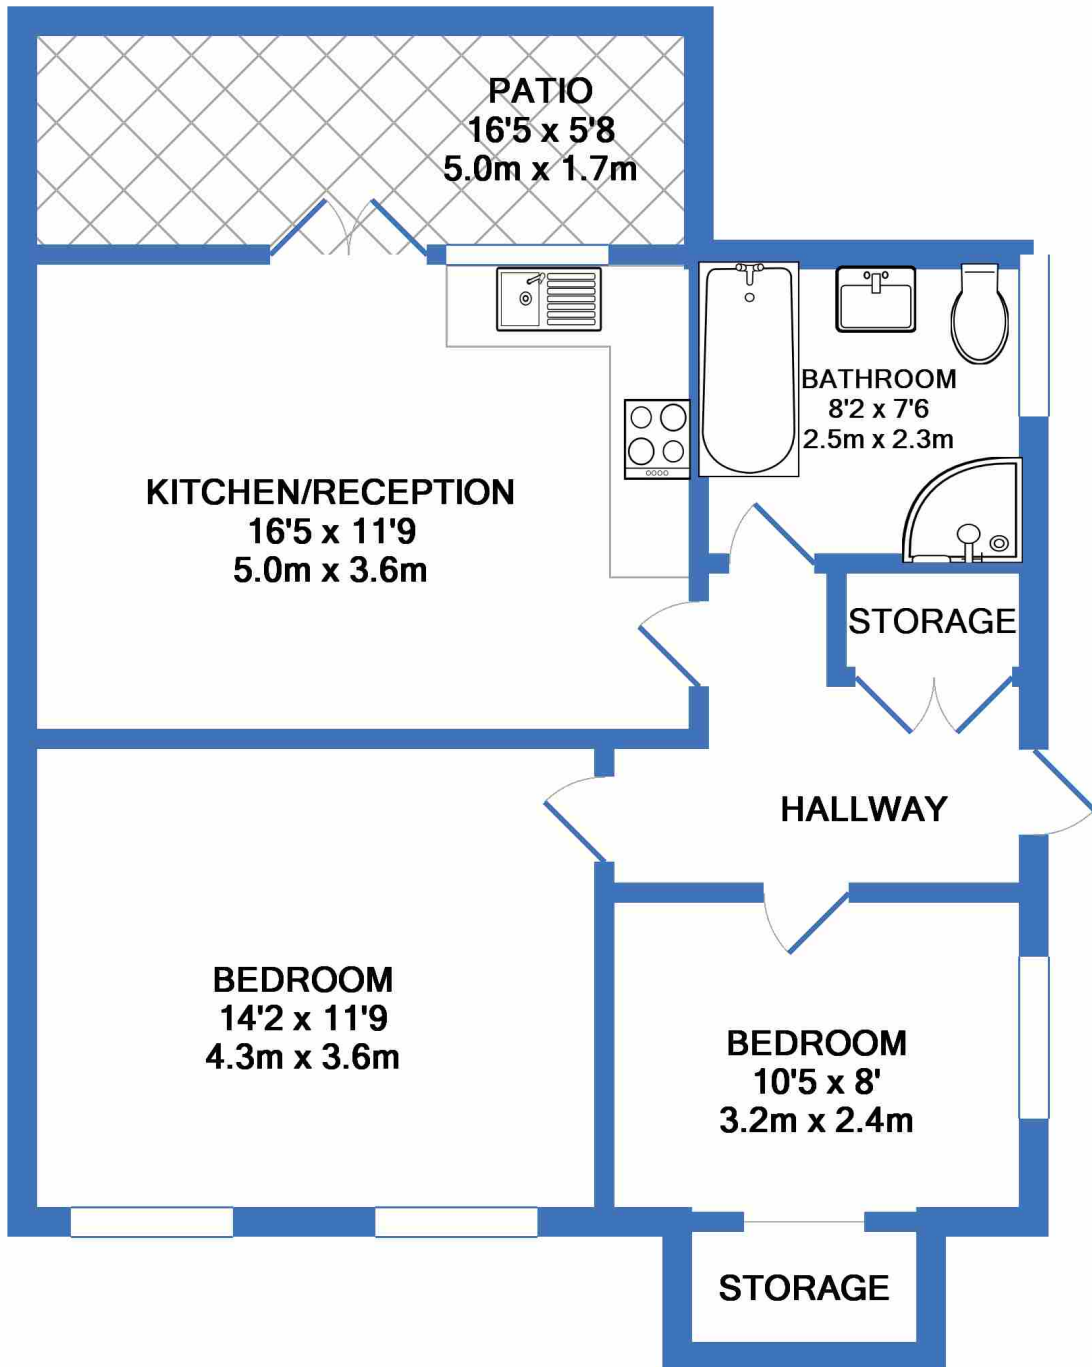 PATIO
16'5 x 5'8
5.0m x 1.7m
BATHROOM
8'2 x 7'6
2.5m x 2.3m
KITCHEN/RECEPTION
16'5 x 11'9
5.0m x 3.6m
STORAGE
HALLWAY
BEDROOM
14'2 x 11'9
4.3m x 3.6m
BEDROOM
10'5 x 8'
3.2m x 2.4m
STORAGE